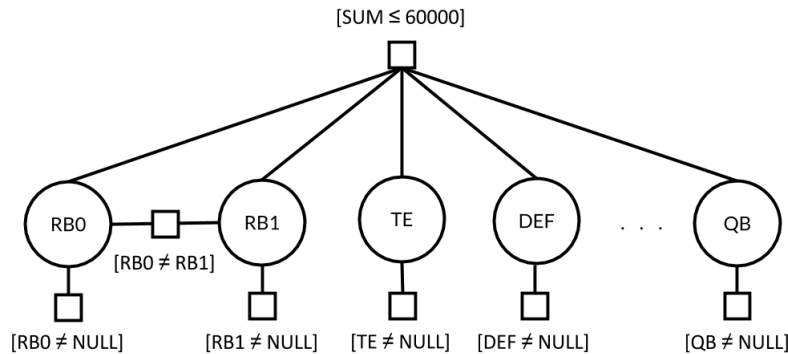 [SUM ≤ 60000]
RB0
RB1
TE
DEF
. . .
QB
[RB0 ≠ RB1]
[RB0 ≠ NULL]
[RB1 ≠ NULL]
[TE ≠ NULL]
[DEF ≠ NULL]
[QB ≠ NULL]